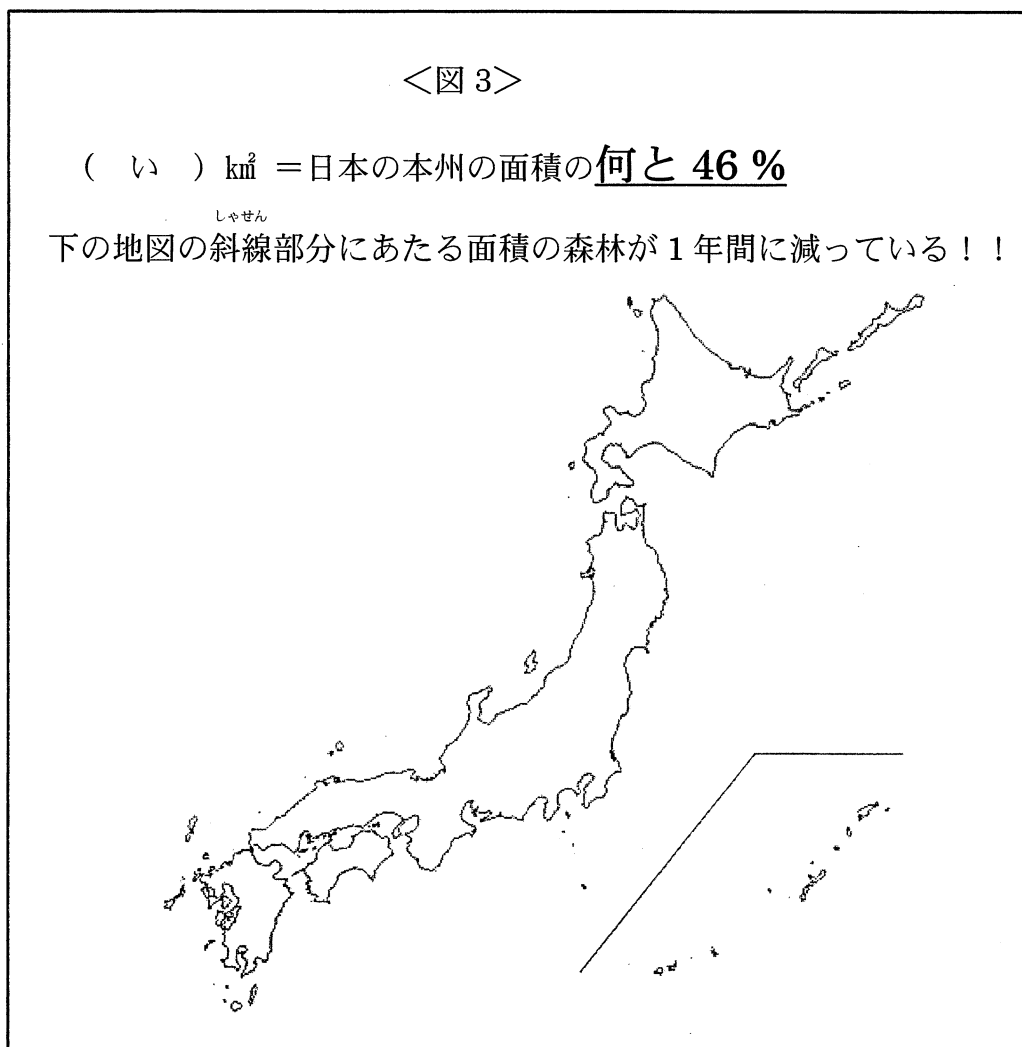 ＜図3＞
（　い　）㎢＝日本の本州の面積の何と46％
しゃせん
下の地図の斜線部分にあたる面積の森林が1年間に減っている！！